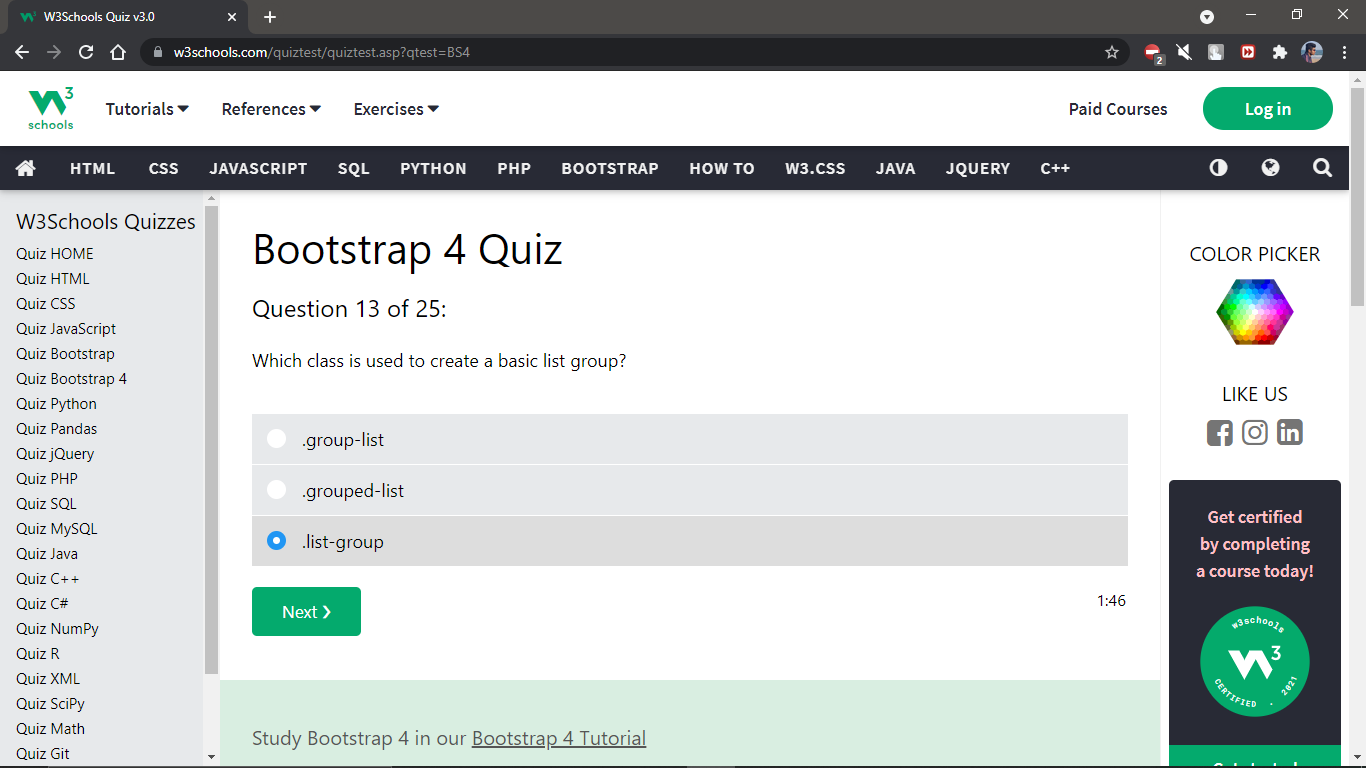 W3Schools Quiz v3.0
w3schools.com/quiztest/quiztest.asp?qtest=BS4
2
3
schools
Tutorials
References
Exercises
Paid Courses
Log in
HTML
CSS
JAVASCRIPT
SQL
PYTHON
PHP
BOOTSTRAP
HOW TO
W3.CSS
JAVA
JQUERY
C++
W3Schools Quizzes
Quiz HOME
Quiz HTML
Quiz CSS
Quiz JavaScript
Quiz Bootstrap
Quiz Bootstrap 4
Quiz Python
Quiz Pandas
Quiz jQuery
Quiz PHP
Quiz SQL
Quiz MySQL
Quiz Java
Quiz C++
Quiz C#
Quiz NumPy
Quiz R
Quiz XML
Quiz SciPy
Quiz Math
Quiz Git
Bootstrap 4 Quiz
Question 13 of 25:
Which class is used to create a basic list group?
.group-list
.grouped-list
.list-group
Next ❯
1:46
Study Bootstrap 4 in our Bootstrap 4 Tutorial
COLOR PICKER
LIKE US
Get certified
by completing
a course today!
w3schools
3
CERTIFIED . 2021